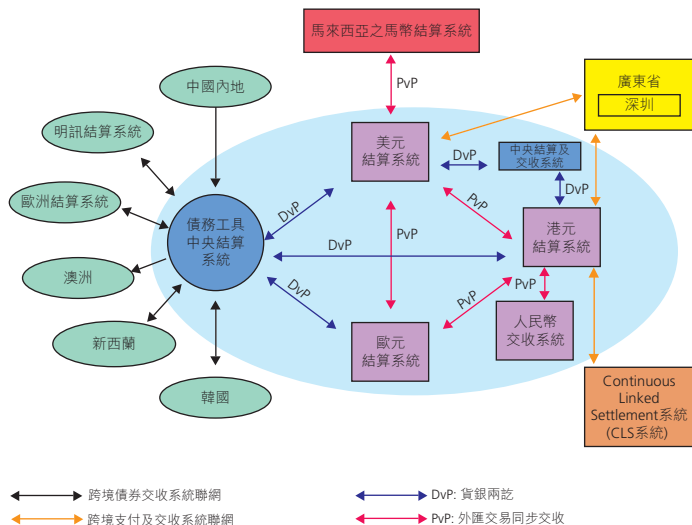 馬來西亞之馬幣結算系統
中國內地
廣東省
深圳
PvP
明訊結算系統
美元
結算系統
DvP
中央結算及
交收系統
歐洲結算系統
債務工具
中央結算
系統
DvP
PvP
DvP
PvP
DvP
港元
結算系統
澳洲
DvP
PvP
PvP
新西蘭
歐元
結算系統
人民幣
交收系統
韓國
Continuous
Linked
Settlement系統
(CLS系統)
跨境債券交收系統聯網
DvP: 貨銀兩訖
跨境支付及交收系統聯網
PvP: 外匯交易同步交收